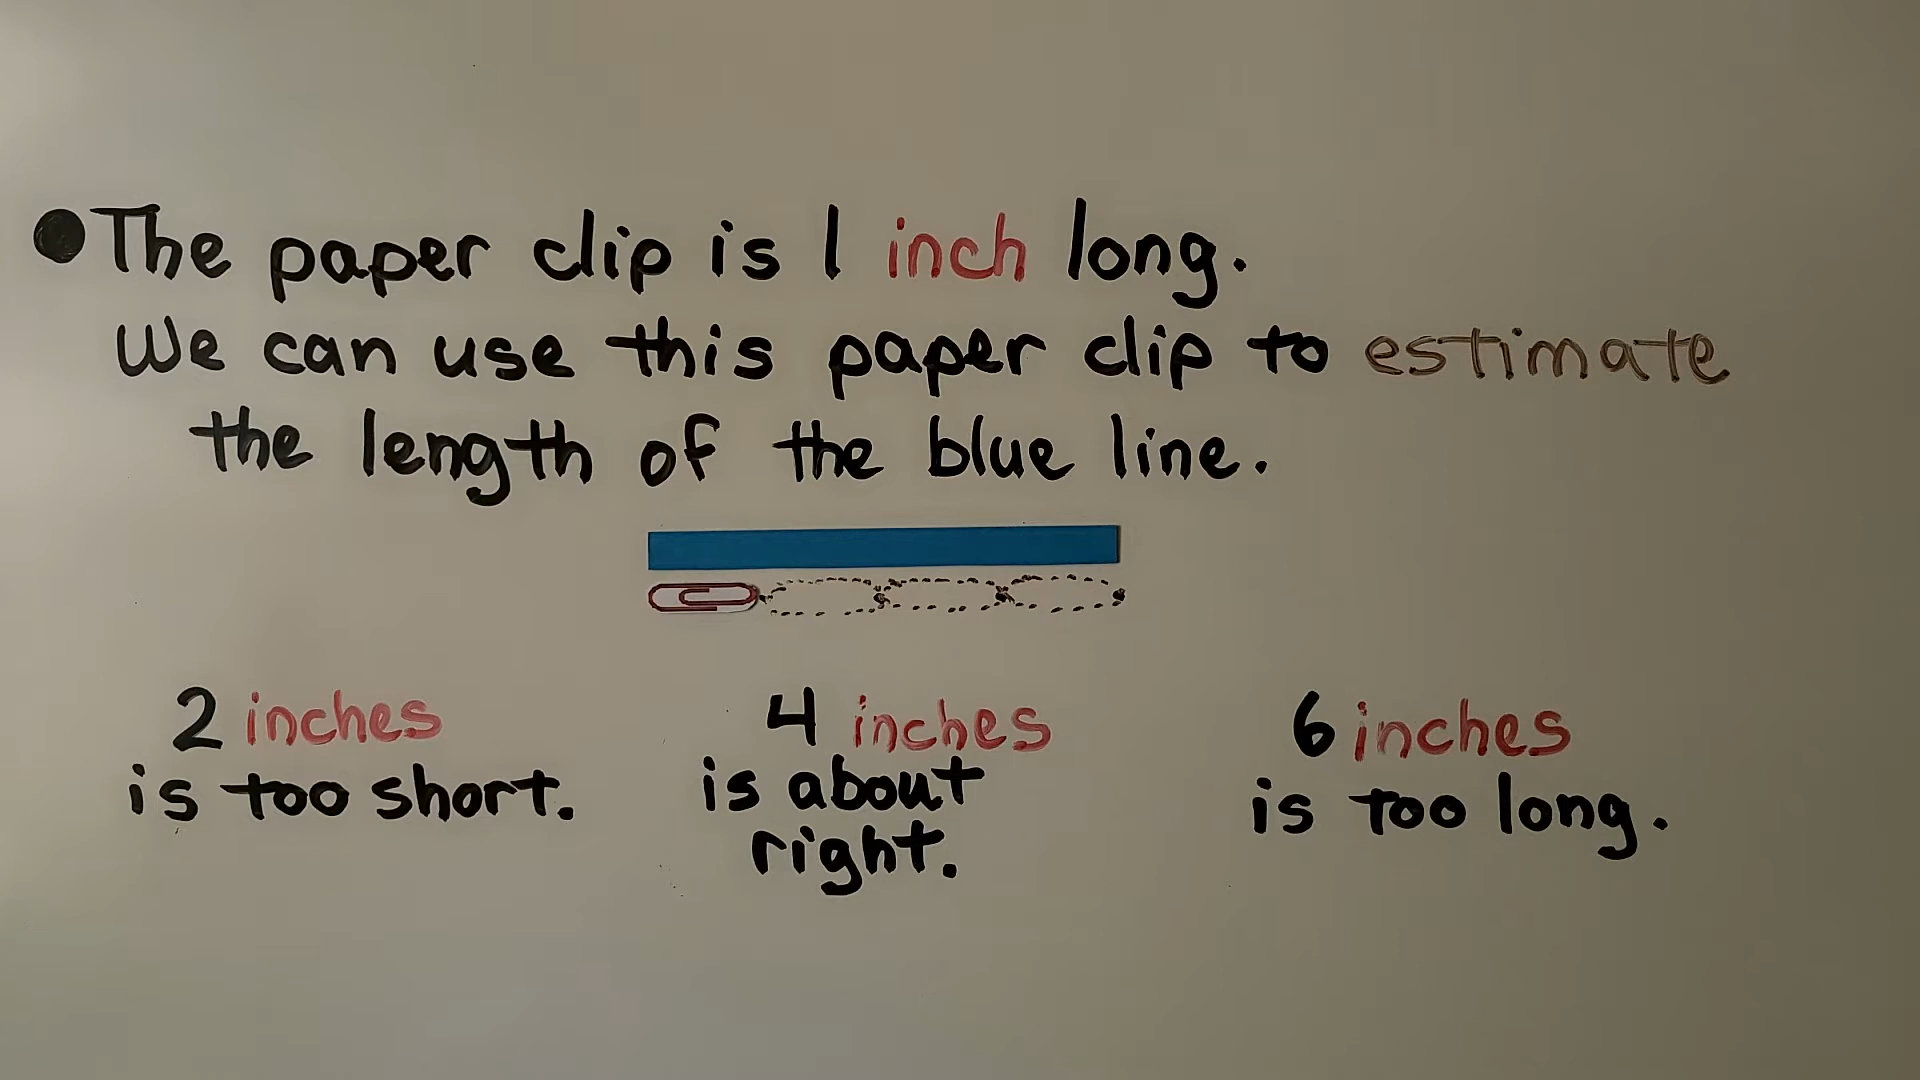 The paper clip is 1 inch long.
We can use this paper clip to estimate
the length of the blue line.
2 inches
is too short.
4 inches
is about
right.
6 inches
is too long.